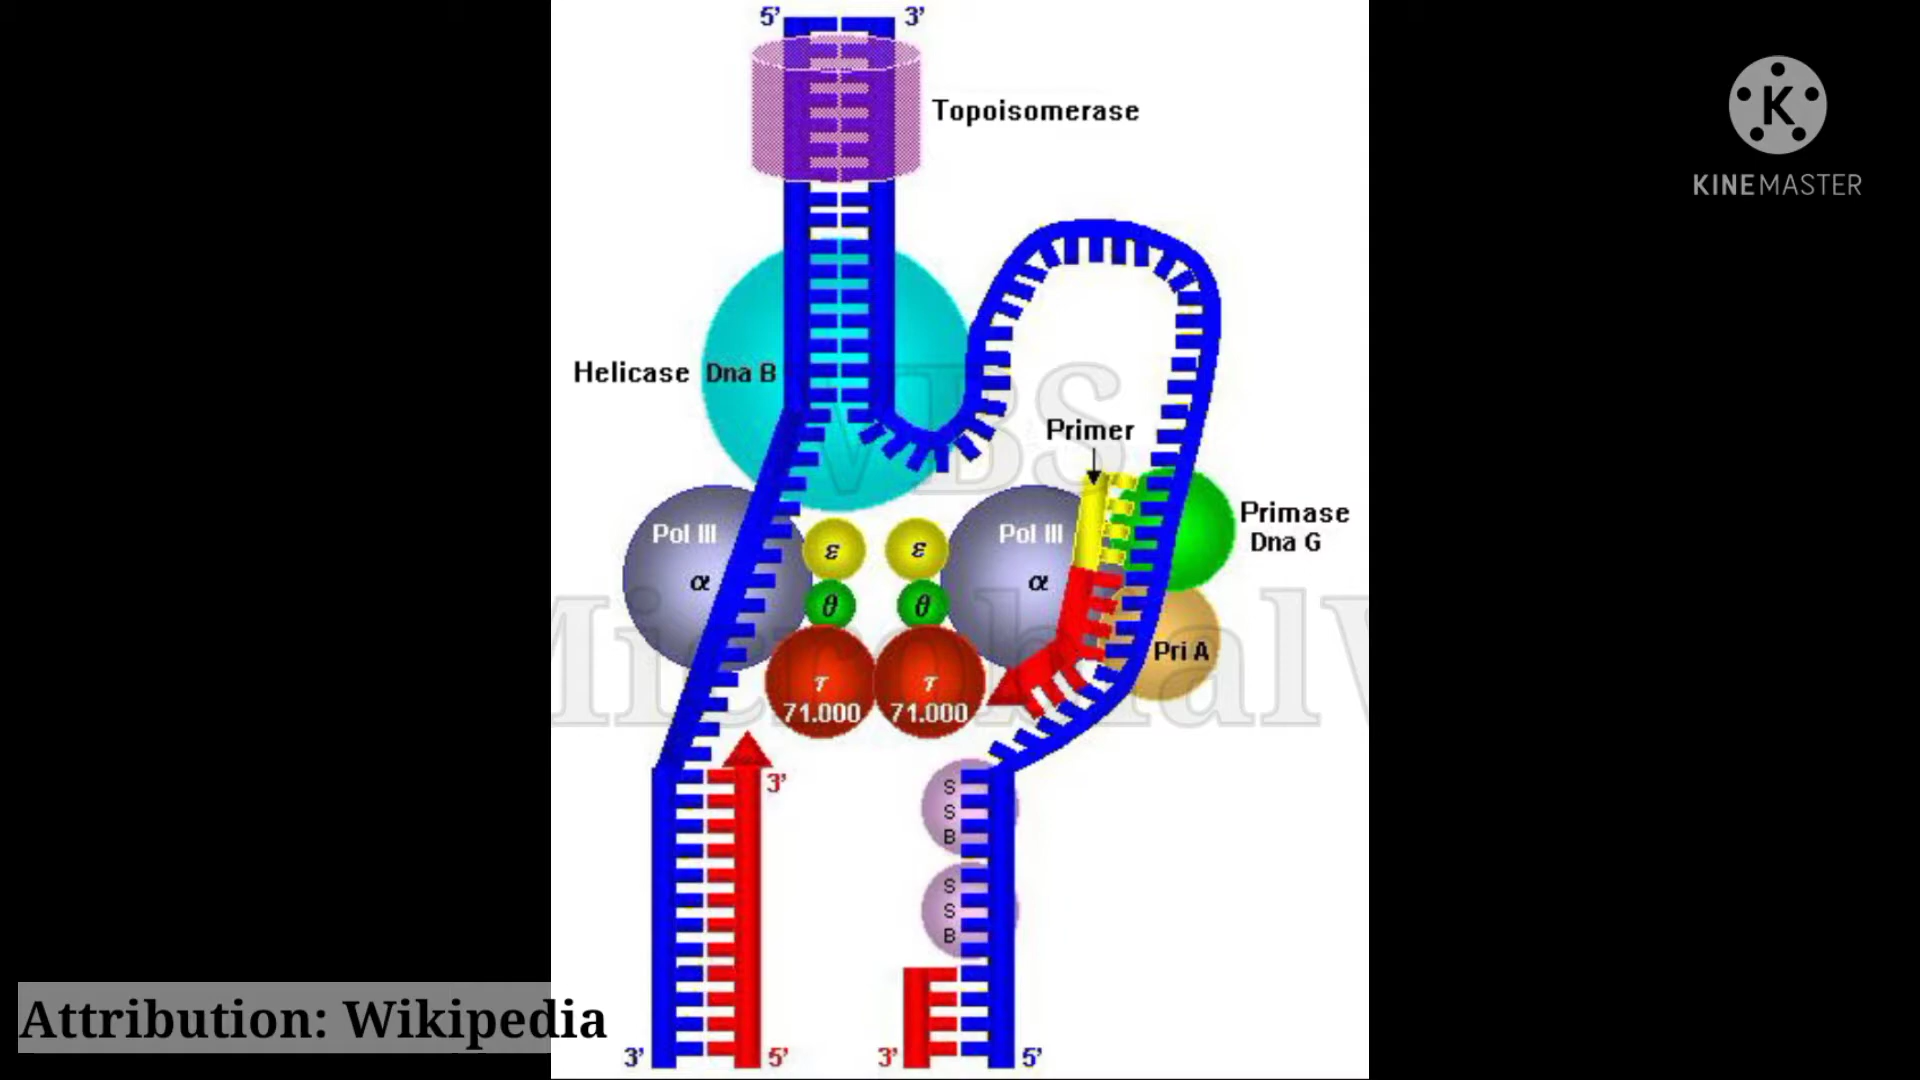 5’ 3’
Topoisomerase
K
KINEMASTER
Helicase Dna B
VBS
Primer
Pol III
α
ε
θ
τ
71.000
ε
θ
τ
71.000
Pol III
α
Primase
Dna G
Pri A
3’
S
S
B
S
S
B
Attribution: Wikipedia
3’ 5’ 3’ 5’